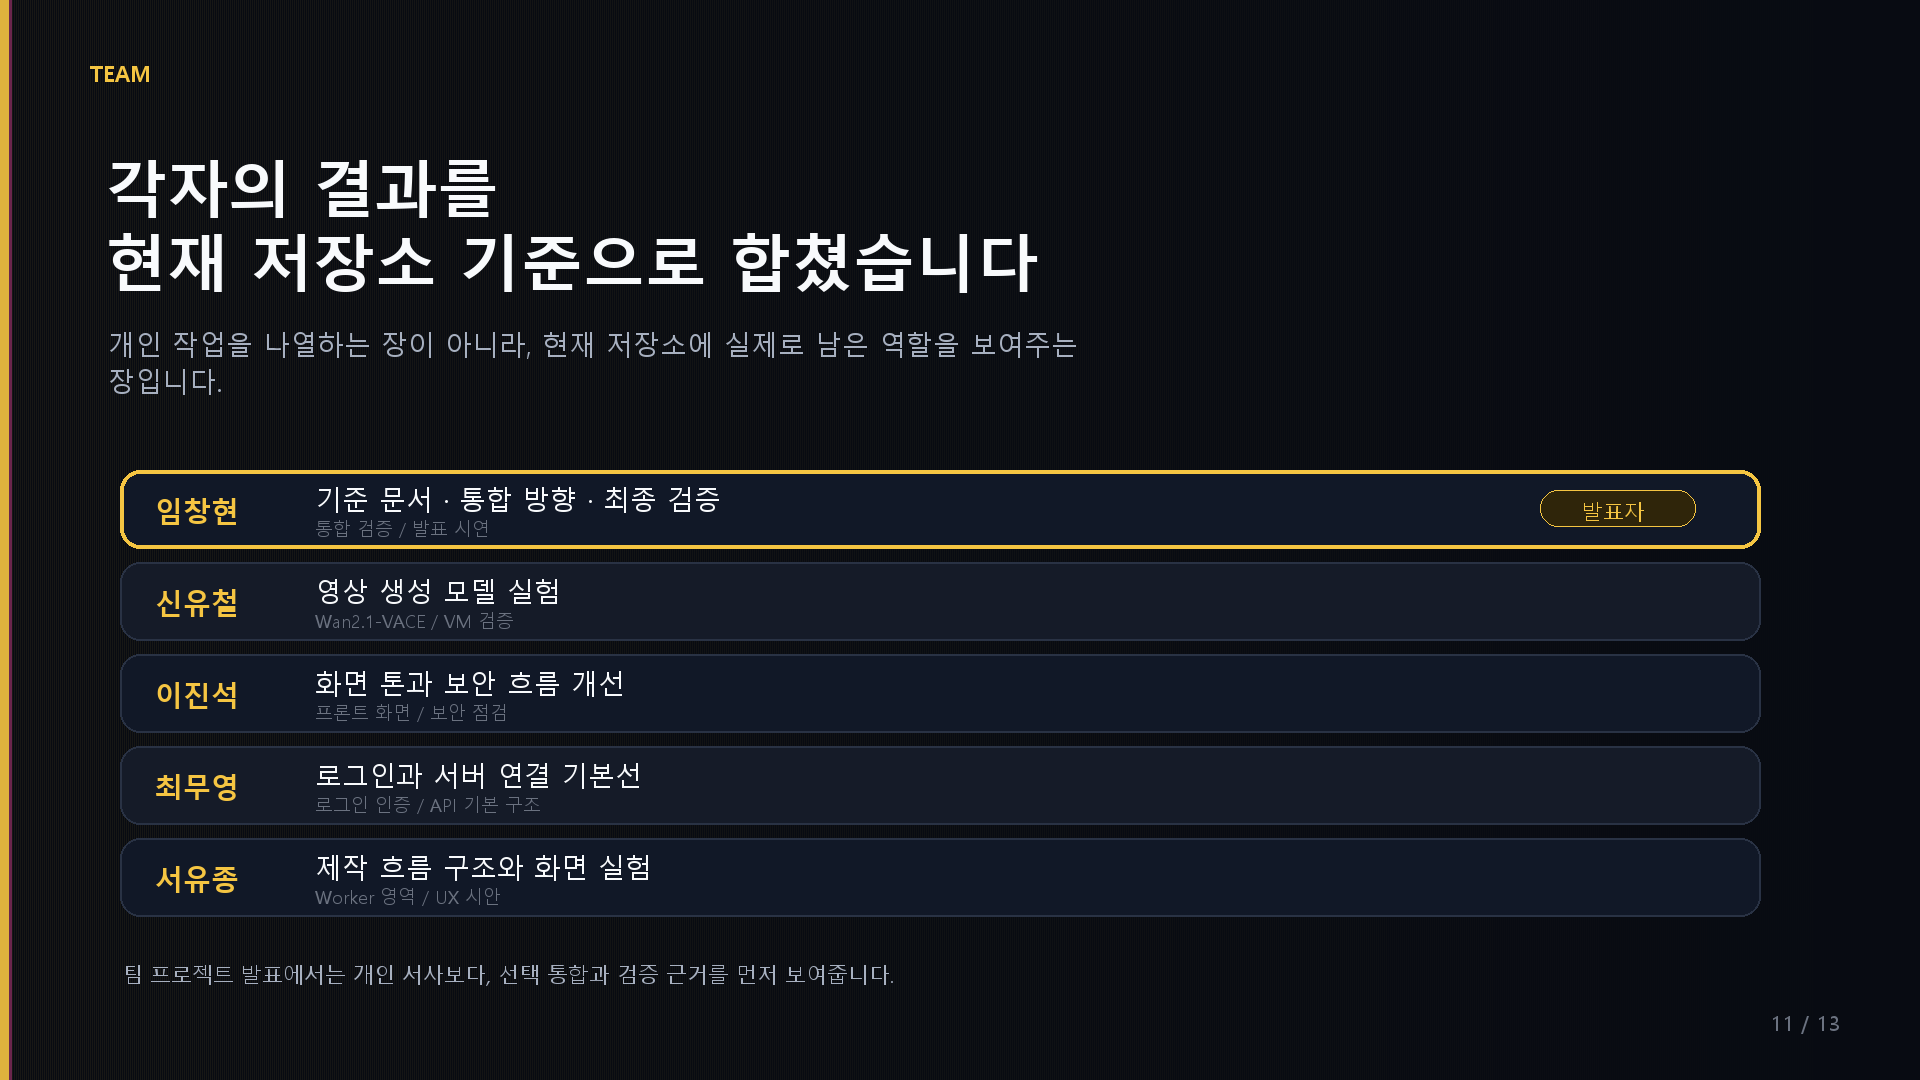 TEAM
각자의 결과를
현재 저장소 기준으로 합쳤습니다
개인 작업을 나열하는 장이 아니라, 현재 저장소에 실제로 남은 역할을 보여주는
장입니다.
임창현
기준 문서 · 통합 방향 · 최종 검증
통합 검증 / 발표 시연
발표자
신유철
영상 생성 모델 실험
Wan2.1-VACE / VM 검증
이진석
화면 톤과 보안 흐름 개선
프론트 화면 / 보안 점검
최무영
로그인과 서버 연결 기본선
로그인 인증 / API 기본 구조
서유종
제작 흐름 구조와 화면 실험
Worker 영역 / UX 시안
팀 프로젝트 발표에서는 개인 서사보다, 선택 통합과 검증 근거를 먼저 보여줍니다.
11 / 13